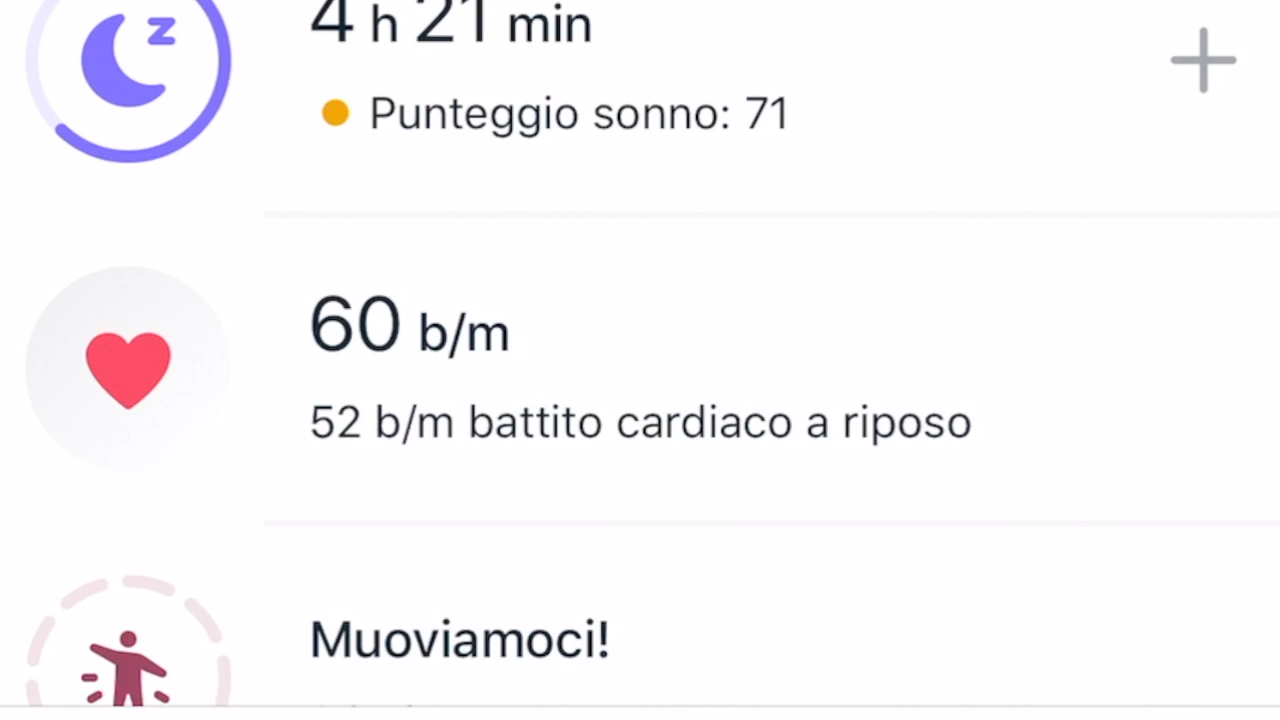 4 h 21 min
Punteggio sonno: 71
60 b/m
52 b/m battito cardiaco a riposo
Muoviamoci!